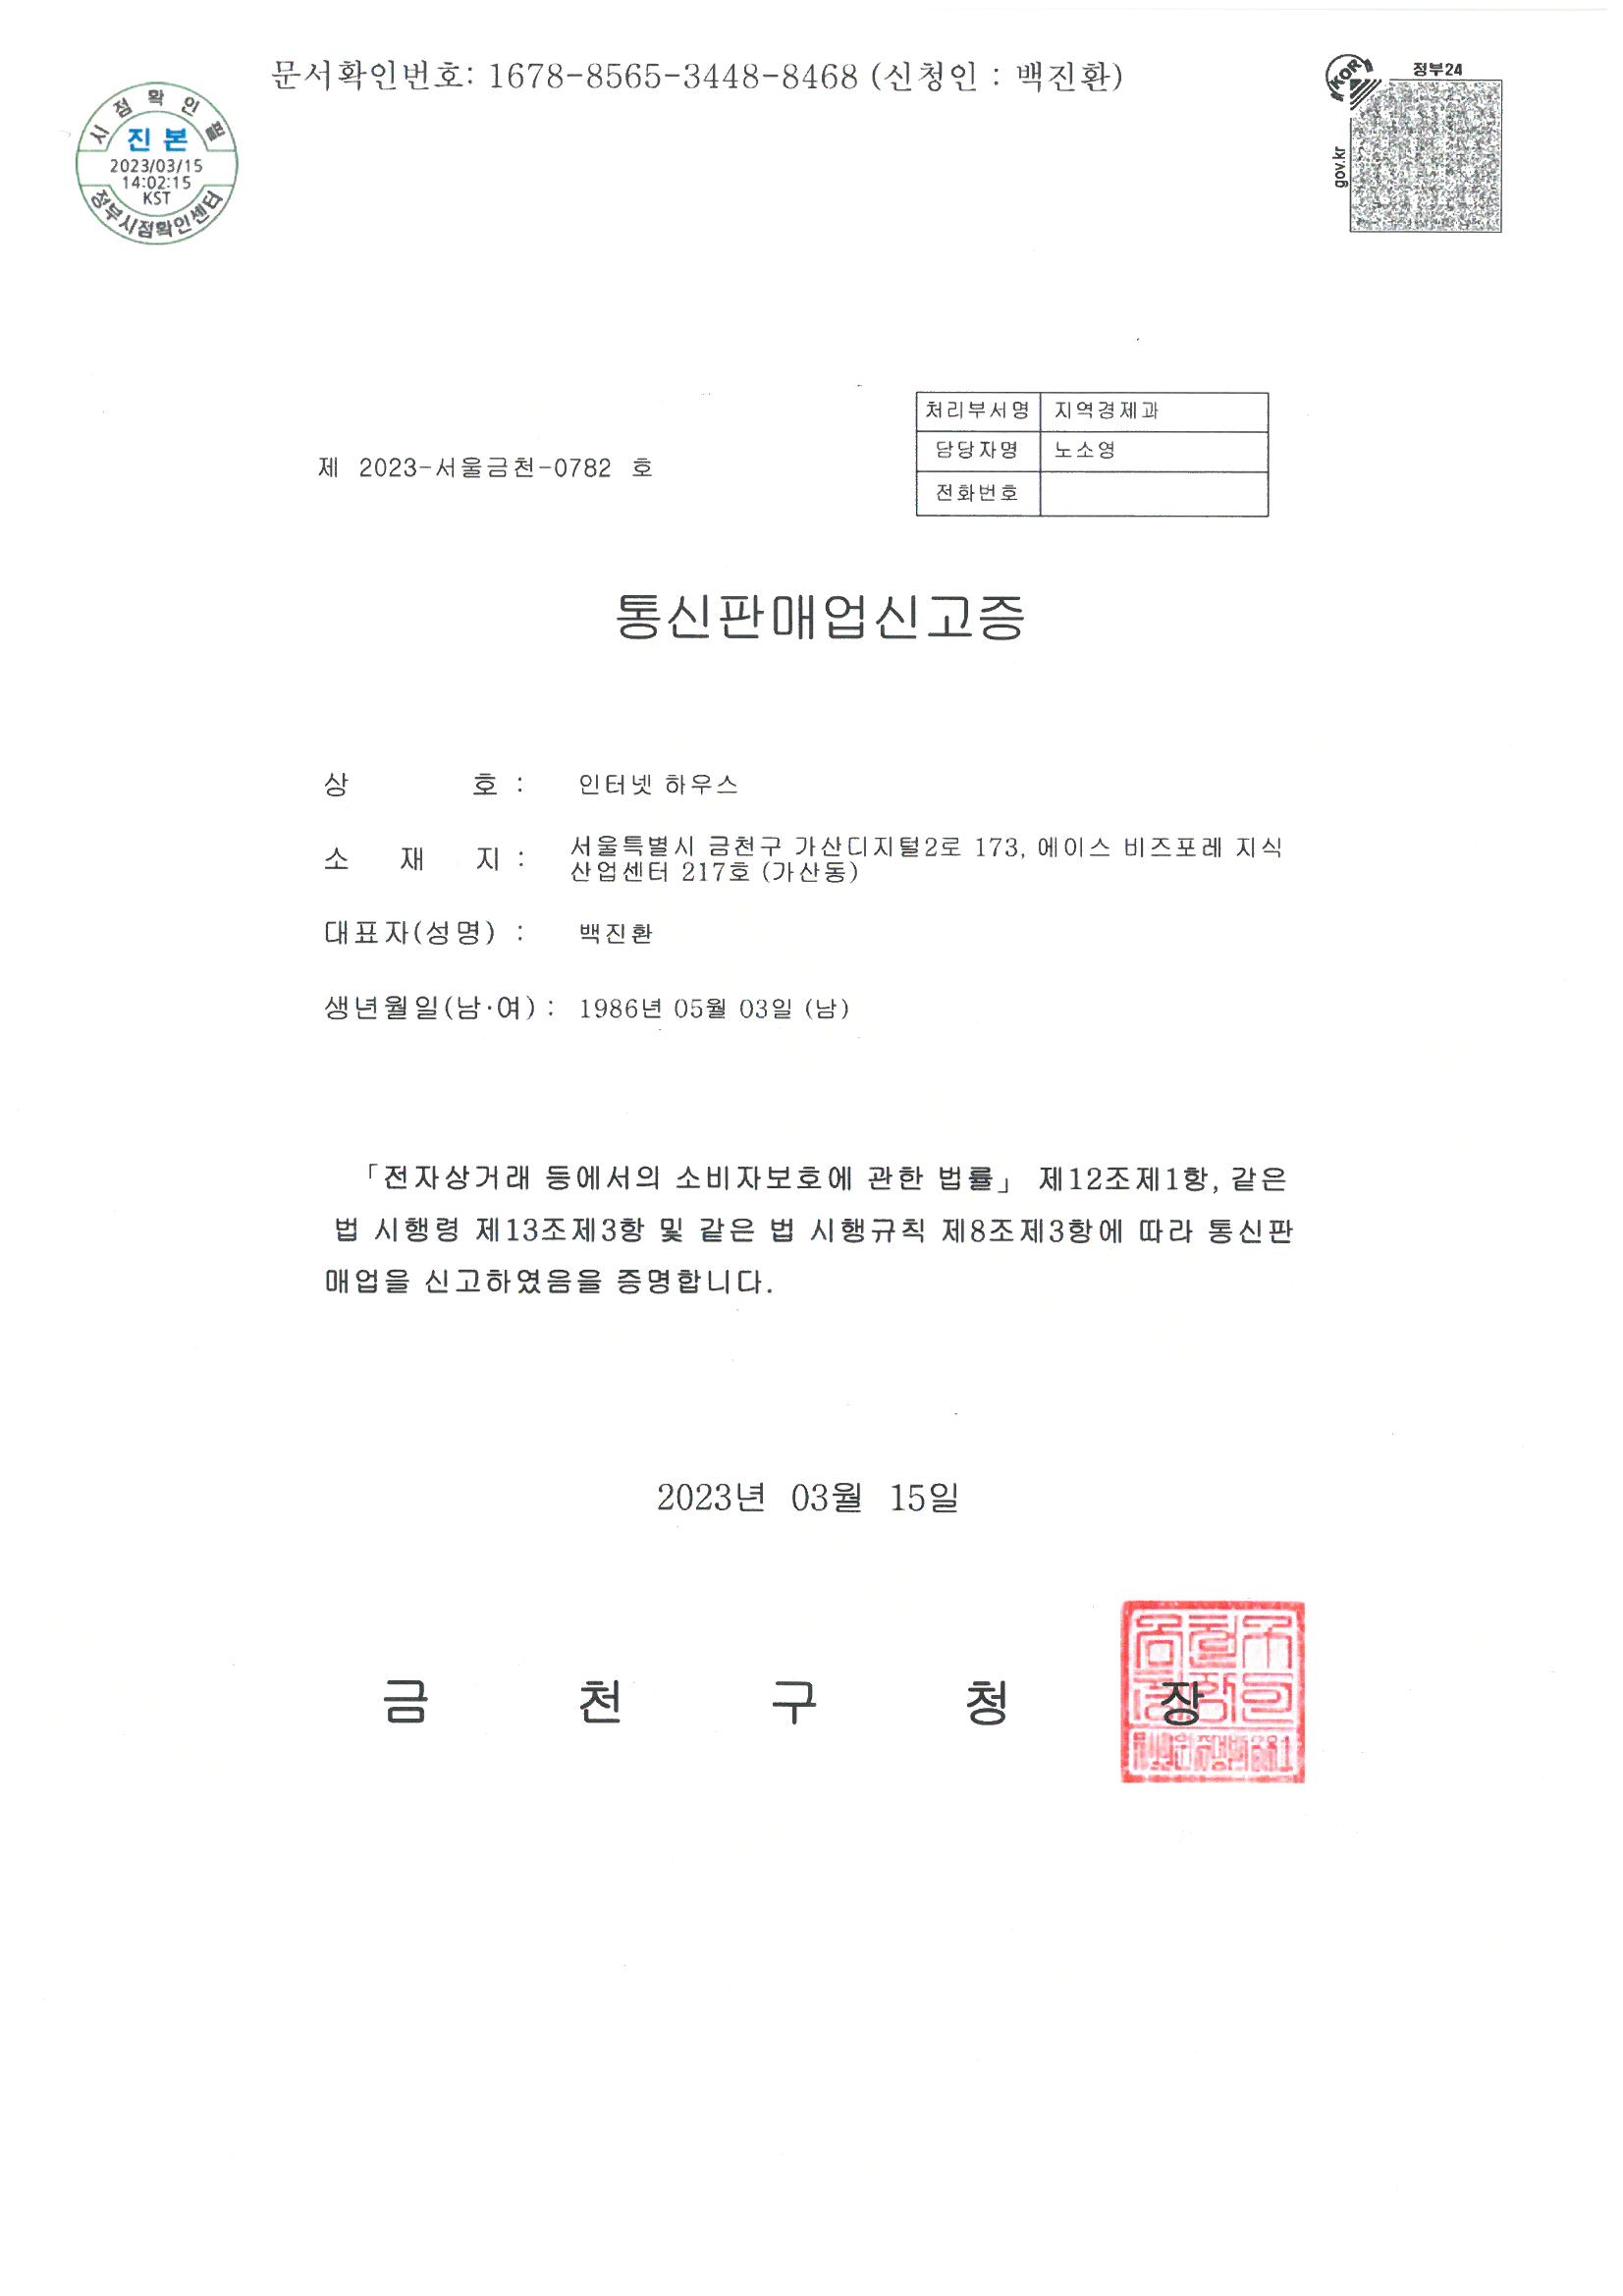 문서확인번호: 1678-8565-3448-8468 (신청인 : 백진환)
시 점 확 인 필
진 본
2023/03/15
14:02:15
KST
정부시점확인센터
KOR
정부24
gov.kr
처리부서명 지역경제과
담당자명 노소영
전화번호
제 2023-서울금천-0782 호
통신판매업신고증
상 호 : 인터넷 하우스
소 재 지 : 서울특별시 금천구 가산디지털2로 173, 에이스 비즈포레 지식
산업센터 217호 (가산동)
대표자(성명) : 백진환
생년월일(남·여) : 1986년 05월 03일 (남)
「전자상거래 등에서의 소비자보호에 관한 법률」 제12조제1항, 같은
법 시행령 제13조제3항 및 같은 법 시행규칙 제8조제3항에 따라 통신판
매업을 신고하였음을 증명합니다.
2023년 03월 15일
금 천 구 청 장